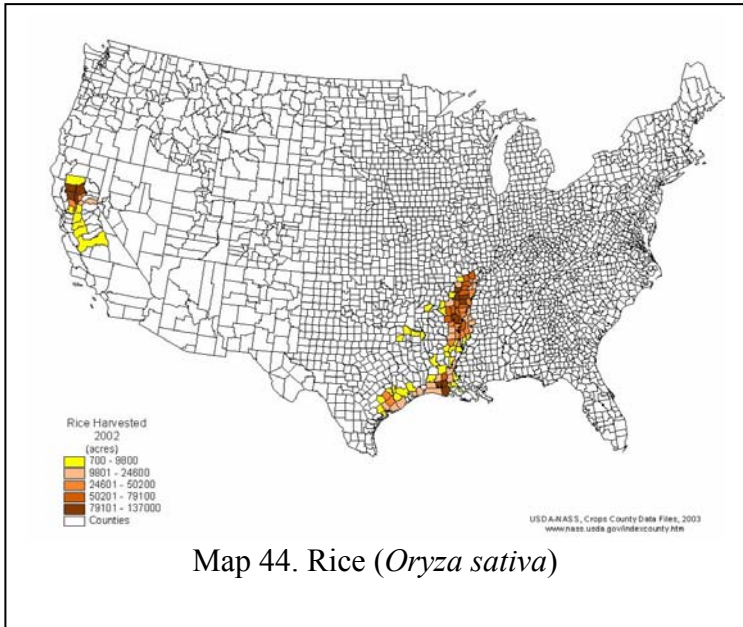 Rice Harvested
2002
(acres)
700 - 9800
9801 - 24600
24601 - 50200
50201 - 79100
79101 - 137000
Counties
USDA-NASS, Crops County Data Files, 2003
www.nass.usda.gov/indexcounty.htm
Map 44. Rice (Oryza sativa)